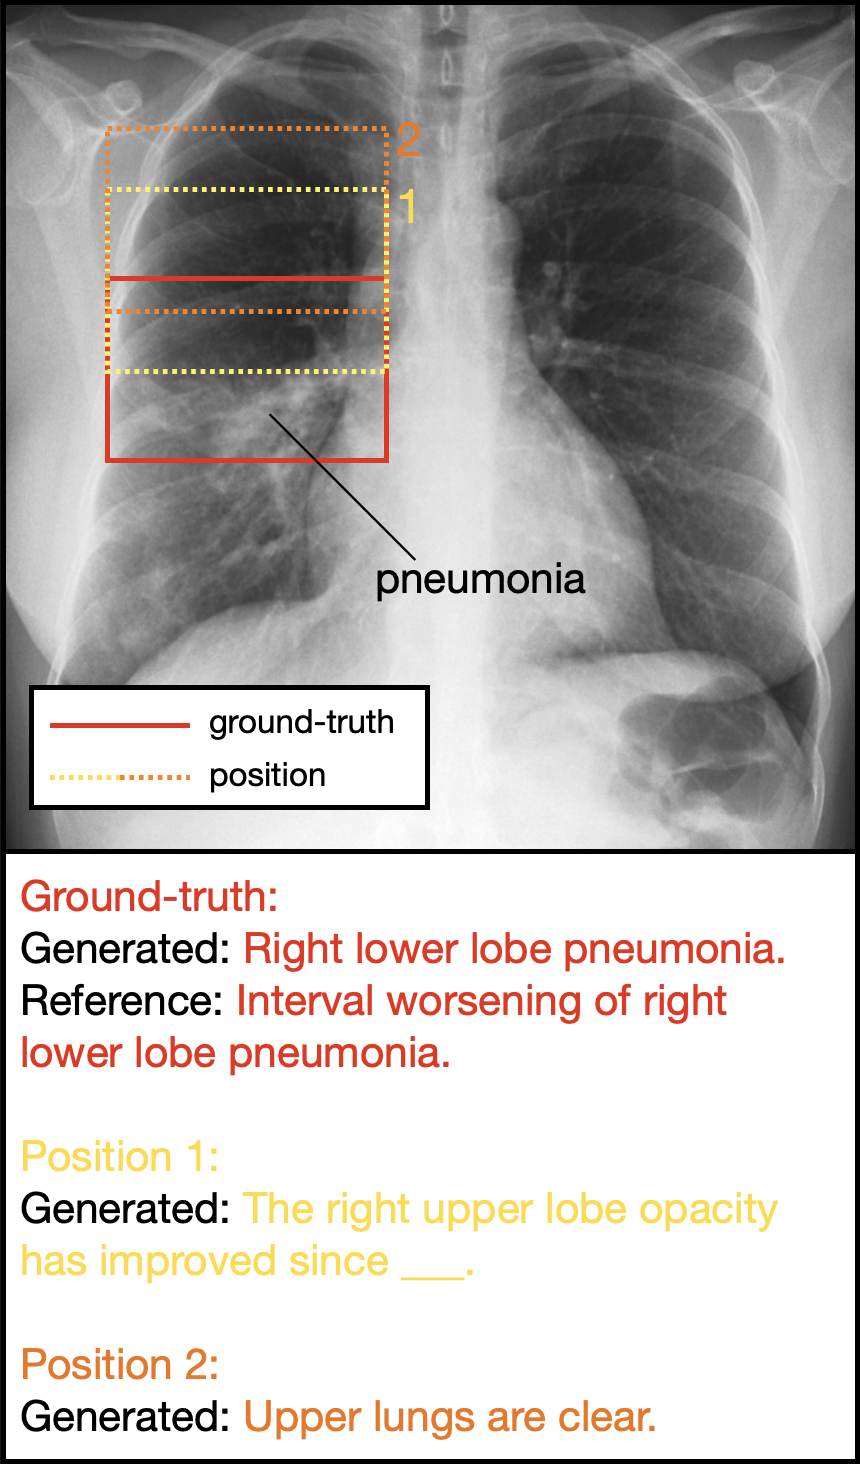 2
1
pneumonia
ground-truth
position
Ground-truth:
Generated: Right lower lobe pneumonia.
Reference: Interval worsening of right
lower lobe pneumonia.
Position 1:
Generated: The right upper lobe opacity
has improved since ___.
Position 2:
Generated: Upper lungs are clear.